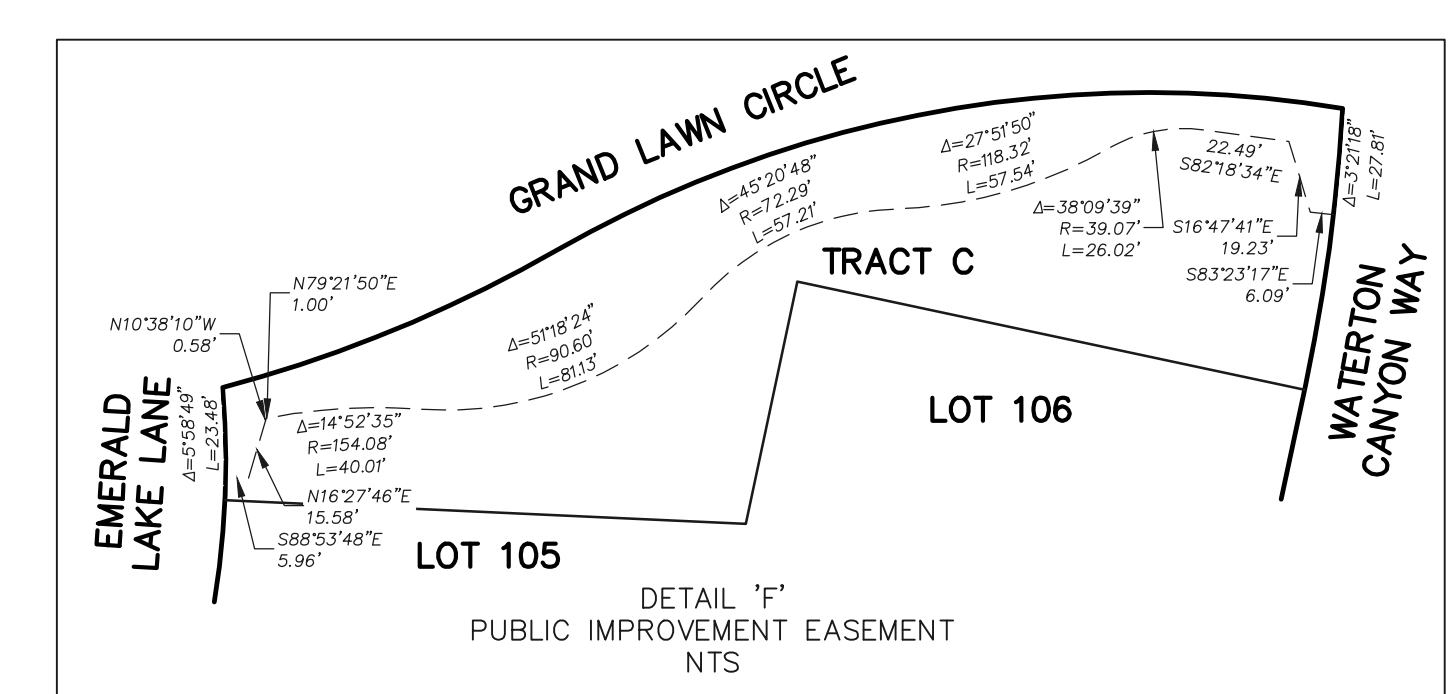 GRAND LAWN CIRCLE
Δ=45°20'48"
R=72.29'
L=57.21'
Δ=27°51'50"
R=118.32'
L=57.54'
22.49'
S82°18'34"E
Δ=3°21'18"
L=27.81'
Δ=38°09'39"
R=39.07'
L=26.02'
S16°47'41"E
19.23'
S83°23'17"E
6.09'
TRACT C
N79°21'50"E
1.00'
N10°38'10"W
0.58'
Δ=51°18'24"
R=90.60'
L=81.13'
WATERTON
CANYON WAY
EMERALD
LAKE LANE
Δ=5°58'49"
L=23.48'
Δ=14°52'35"
R=154.08'
L=40.01'
LOT 106
N16°27'46"E
15.58'
S88°53'48"E
5.96'
LOT 105
DETAIL 'F'
PUBLIC IMPROVEMENT EASEMENT
NTS